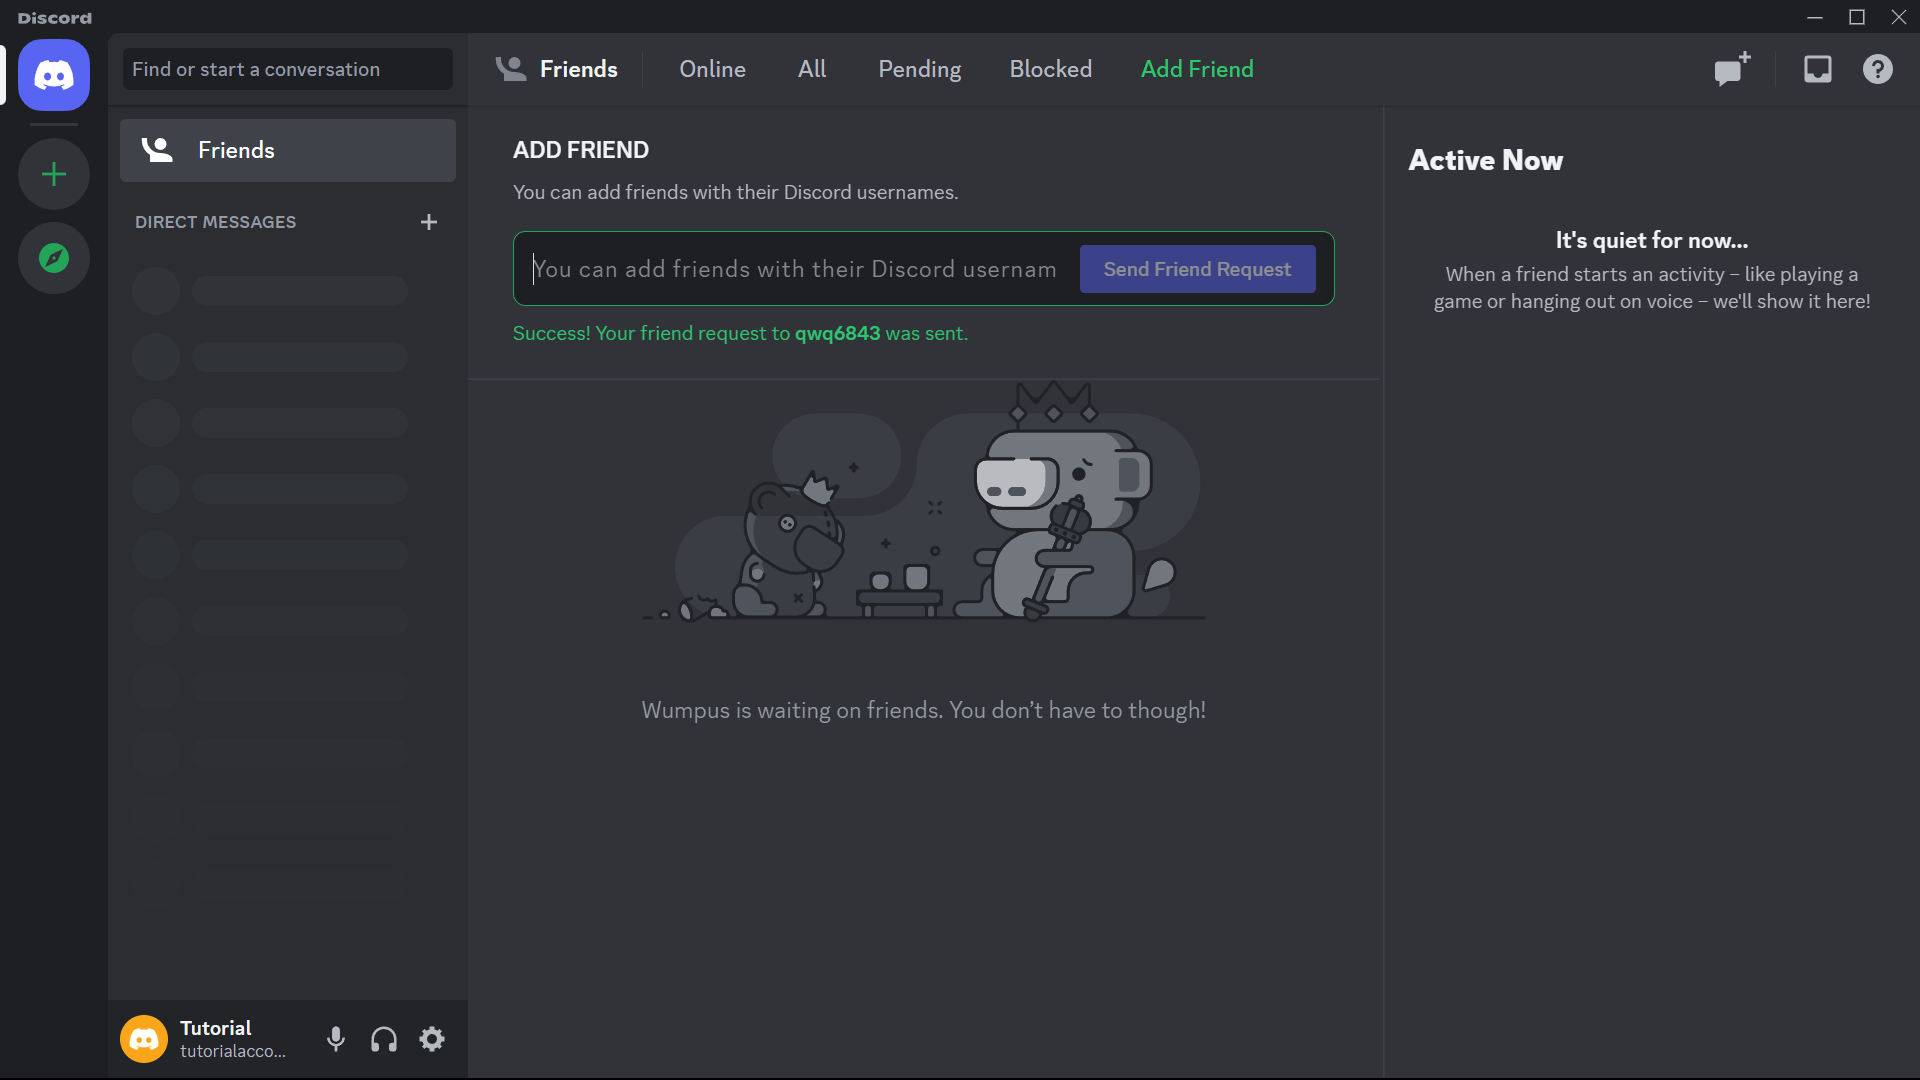 Discord
Find or start a conversation
Friends
Online
All
Pending
Blocked
Add Friend
Friends
DIRECT MESSAGES
ADD FRIEND
You can add friends with their Discord usernames.
You can add friends with their Discord usernam
Send Friend Request
Success! Your friend request to qwq6843 was sent.
Wumpus is waiting on friends. You don’t have to though!
Active Now
It's quiet for now...
When a friend starts an activity – like playing a
game or hanging out on voice – we'll show it here!
Tutorial
tutorialacco...